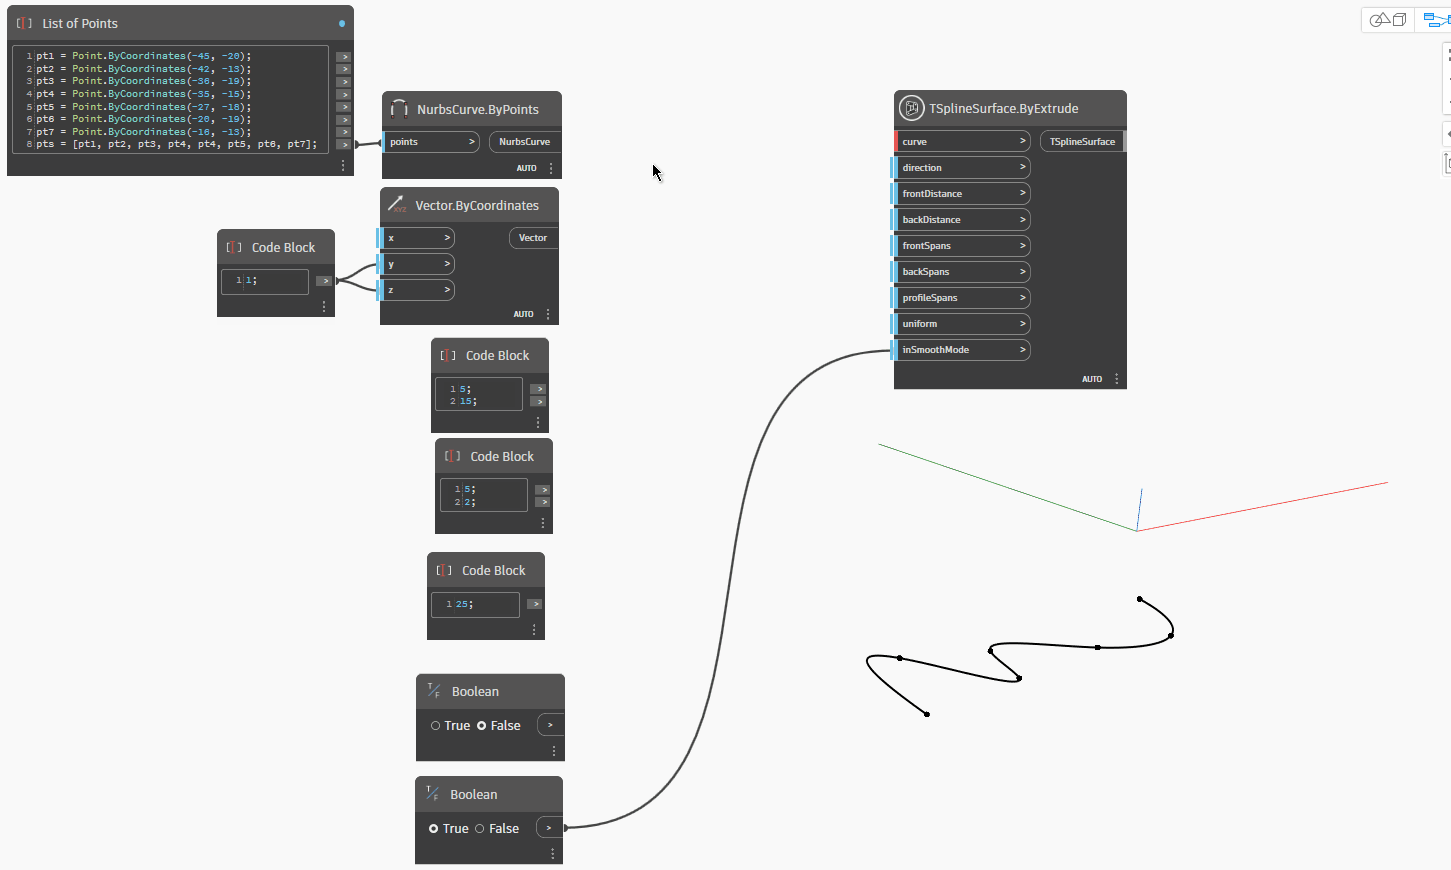 List of Points
1 pt1 = Point.ByCoordinates(-45, -20);
2 pt2 = Point.ByCoordinates(-42, -13);
3 pt3 = Point.ByCoordinates(-36, -19);
4 pt4 = Point.ByCoordinates(-35, -15);
5 pt5 = Point.ByCoordinates(-27, -18);
6 pt6 = Point.ByCoordinates(-20, -19);
7 pt7 = Point.ByCoordinates(-16, -13);
8 pts = [pt1, pt2, pt3, pt4, pt4, pt5, pt6, pt7];
NurbsCurve.ByPoints
points >
NurbsCurve
AUTO
Vector.ByCoordinates
x >
Vector
y >
z >
AUTO
Code Block
1 1;
>
Code Block
1 5;
2 15;
>
>
Code Block
1 5;
2 2;
>
>
Code Block
1 25;
>
Boolean
True False >
Boolean
True False >
TSplineSurface.ByExtrude
curve >
TSplineSurface
direction >
frontDistance >
backDistance >
frontSpans >
backSpans >
profileSpans >
uniform >
inSmoothMode >
AUTO